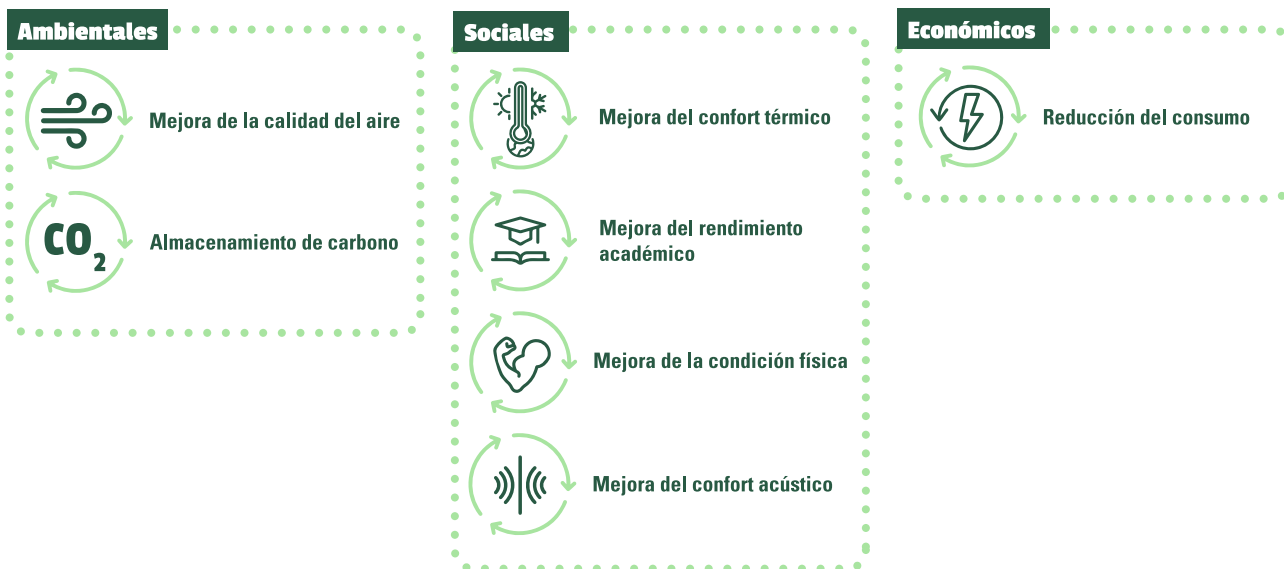 Ambientales
Mejora de la calidad del aire
CO2
Almacenamiento de carbono
Sociales
Mejora del confort térmico
Mejora del rendimiento
académico
Mejora de la condición física
Mejora del confort acústico
Económicos
Reducción del consumo